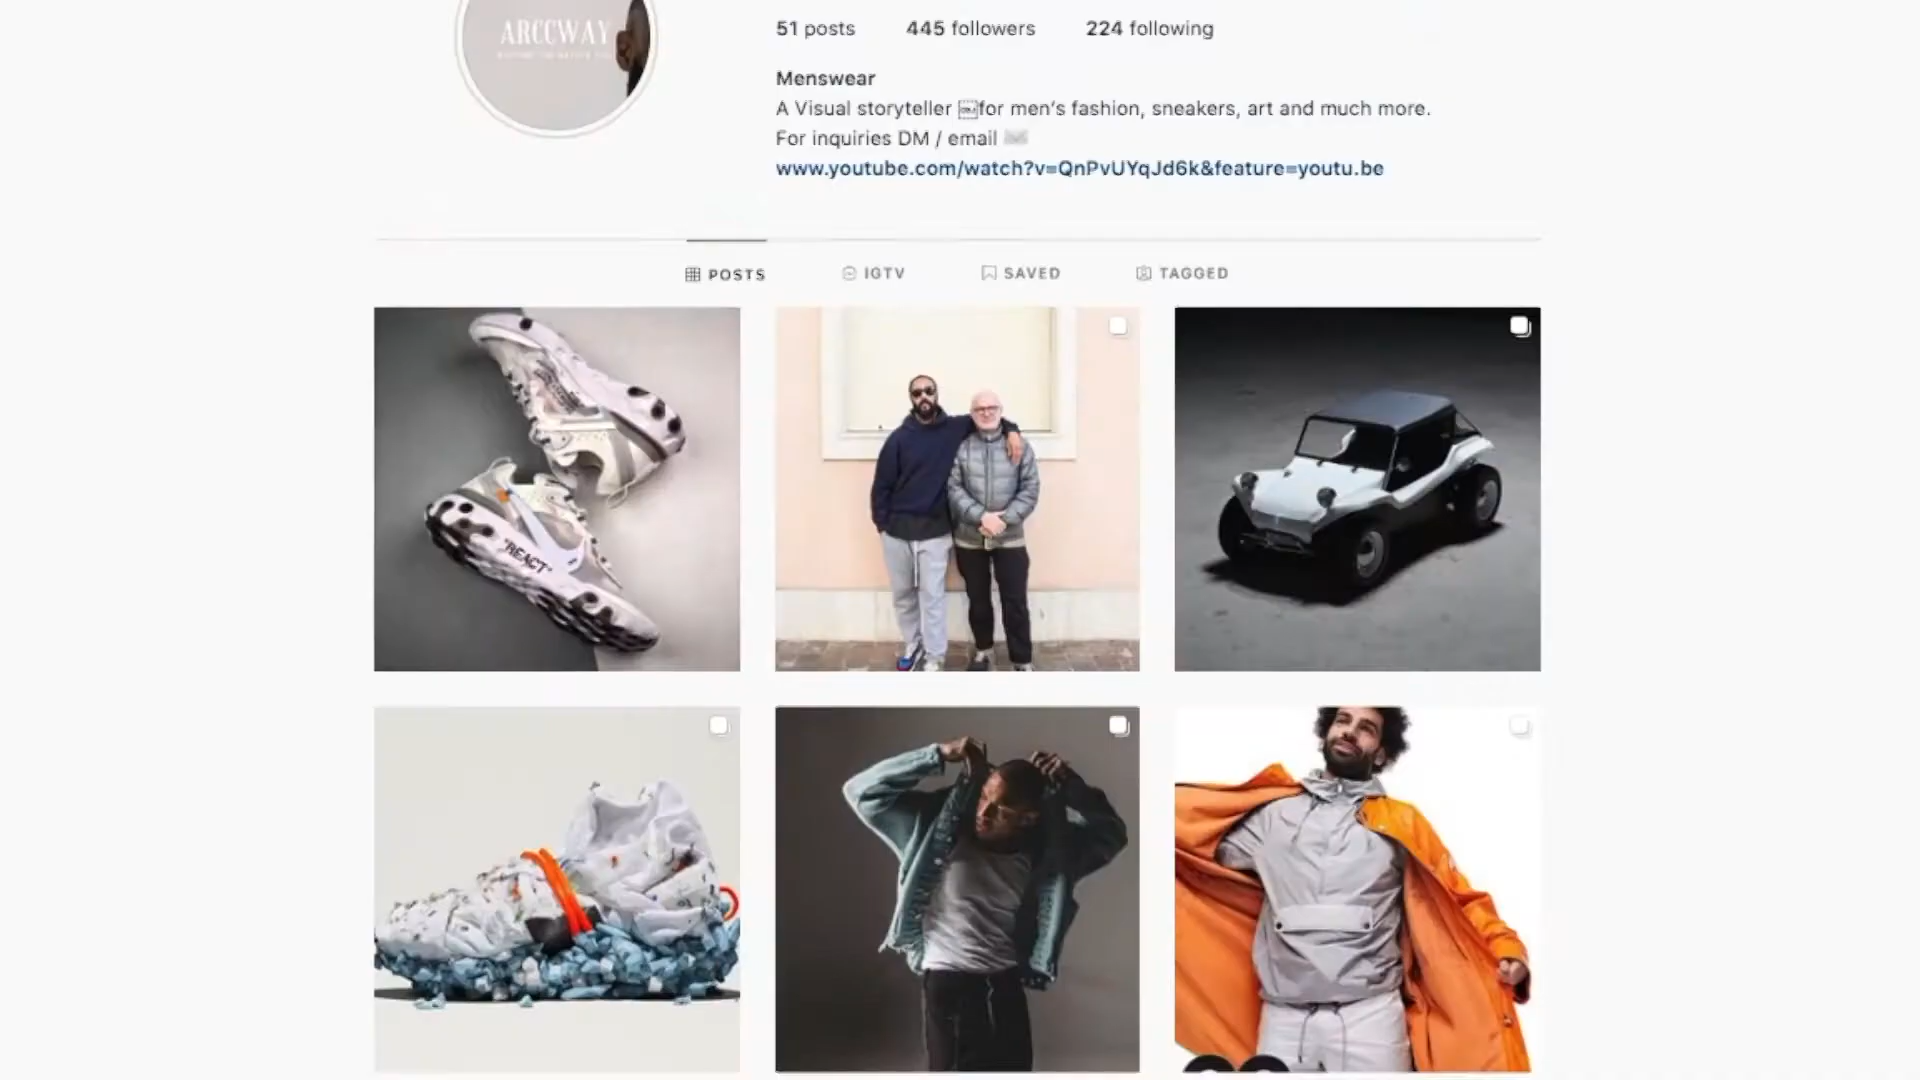 ARCCWAY
51 posts 445 followers 224 following
Menswear
A Visual storyteller for men’s fashion, sneakers, art and much more.
For inquiries DM / email
www.youtube.com/watch?v=QnPvUYqJd6k&feature=youtu.be
POSTS IGTV SAVED TAGGED
"REACT"